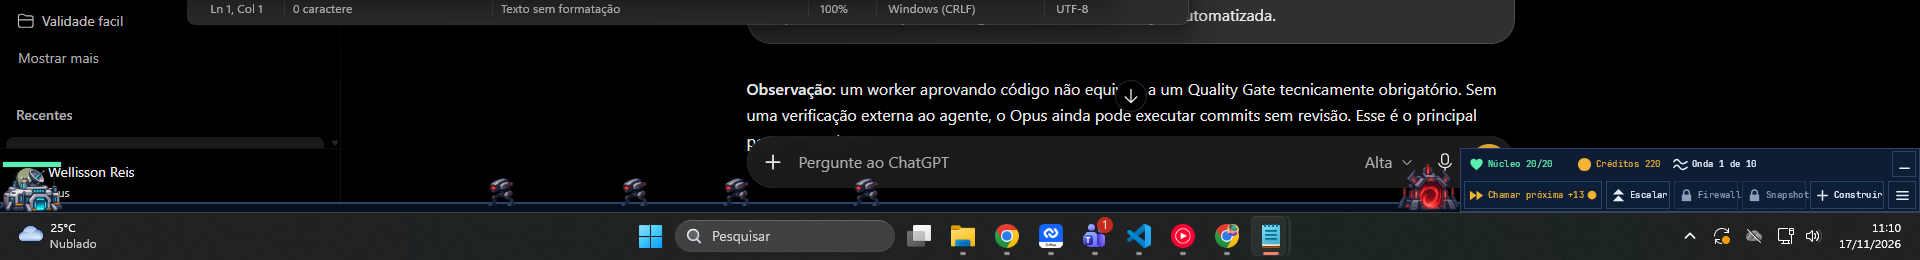 Ln 1, Col 1
0 caractere
Texto sem formatação
100%
Windows (CRLF)
UTF-8
Validade facil
Mostrar mais
Recentes
Wellisson Reis
utomatizada.
Observação: um worker aprovando código não equi a um Quality Gate tecnicamente obrigatório. Sem
uma verificação externa ao agente, o Opus ainda pode executar commits sem revisão. Esse é o principal
Pergunte ao ChatGPT
Alta
Núcleo 20/20
Créditos 220
Onda 1 de 10
Chamar próxima +13
Escalar
Firewall
Snapshot
Construir
25°C
Nublado
Pesquisar
1
11:10
17/11/2026